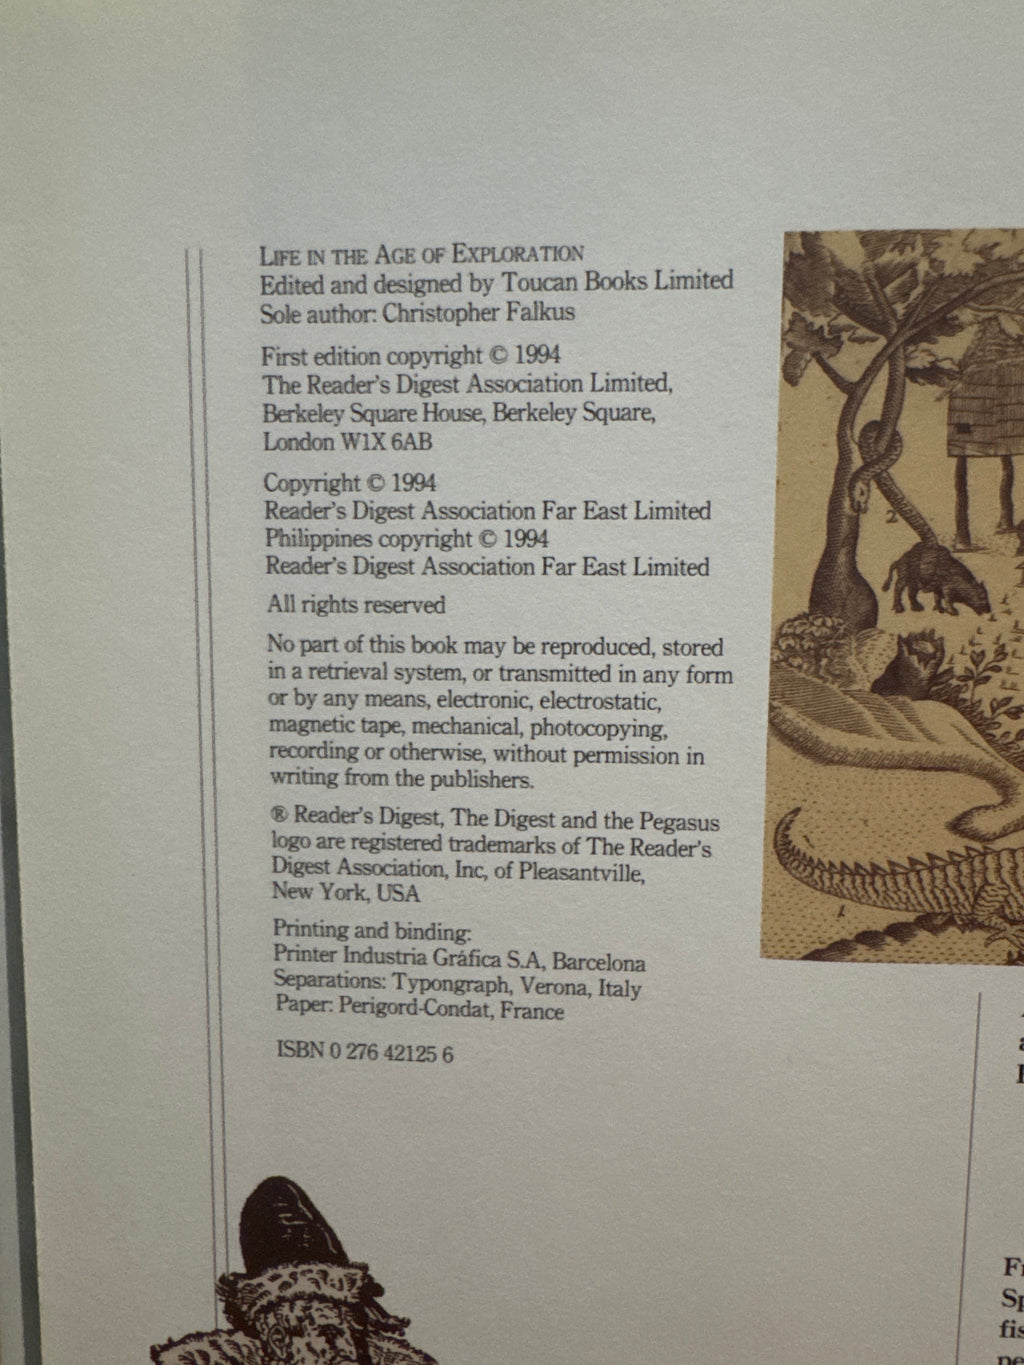 LIFE IN THE AGE OF EXPLORATION
Edited and designed by Toucan Books Limited
Sole author: Christopher Falkus
First edition copyright © 1994
The Reader's Digest Association Limited,
Berkeley Square House, Berkeley Square,
London W1X 6AB
Copyright © 1994
Reader's Digest Association Far East Limited
Philippines copyright © 1994
Reader's Digest Association Far East Limited
All rights reserved
No part of this book may be reproduced, stored
in a retrieval system, or transmitted in any form
or by any means, electronic, electrostatic,
magnetic tape, mechanical, photocopying,
recording or otherwise, without permission in
writing from the publishers.
® Reader's Digest, The Digest and the Pegasus
logo are registered trademarks of The Reader's
Digest Association, Inc, of Pleasantville,
New York, USA
Printing and binding:
Printer Industria Gráfica S.A, Barcelona
Separations: Typongraph, Verona, Italy
Paper: Perigord-Condat, France
ISBN 0 276 42125 6
2
1